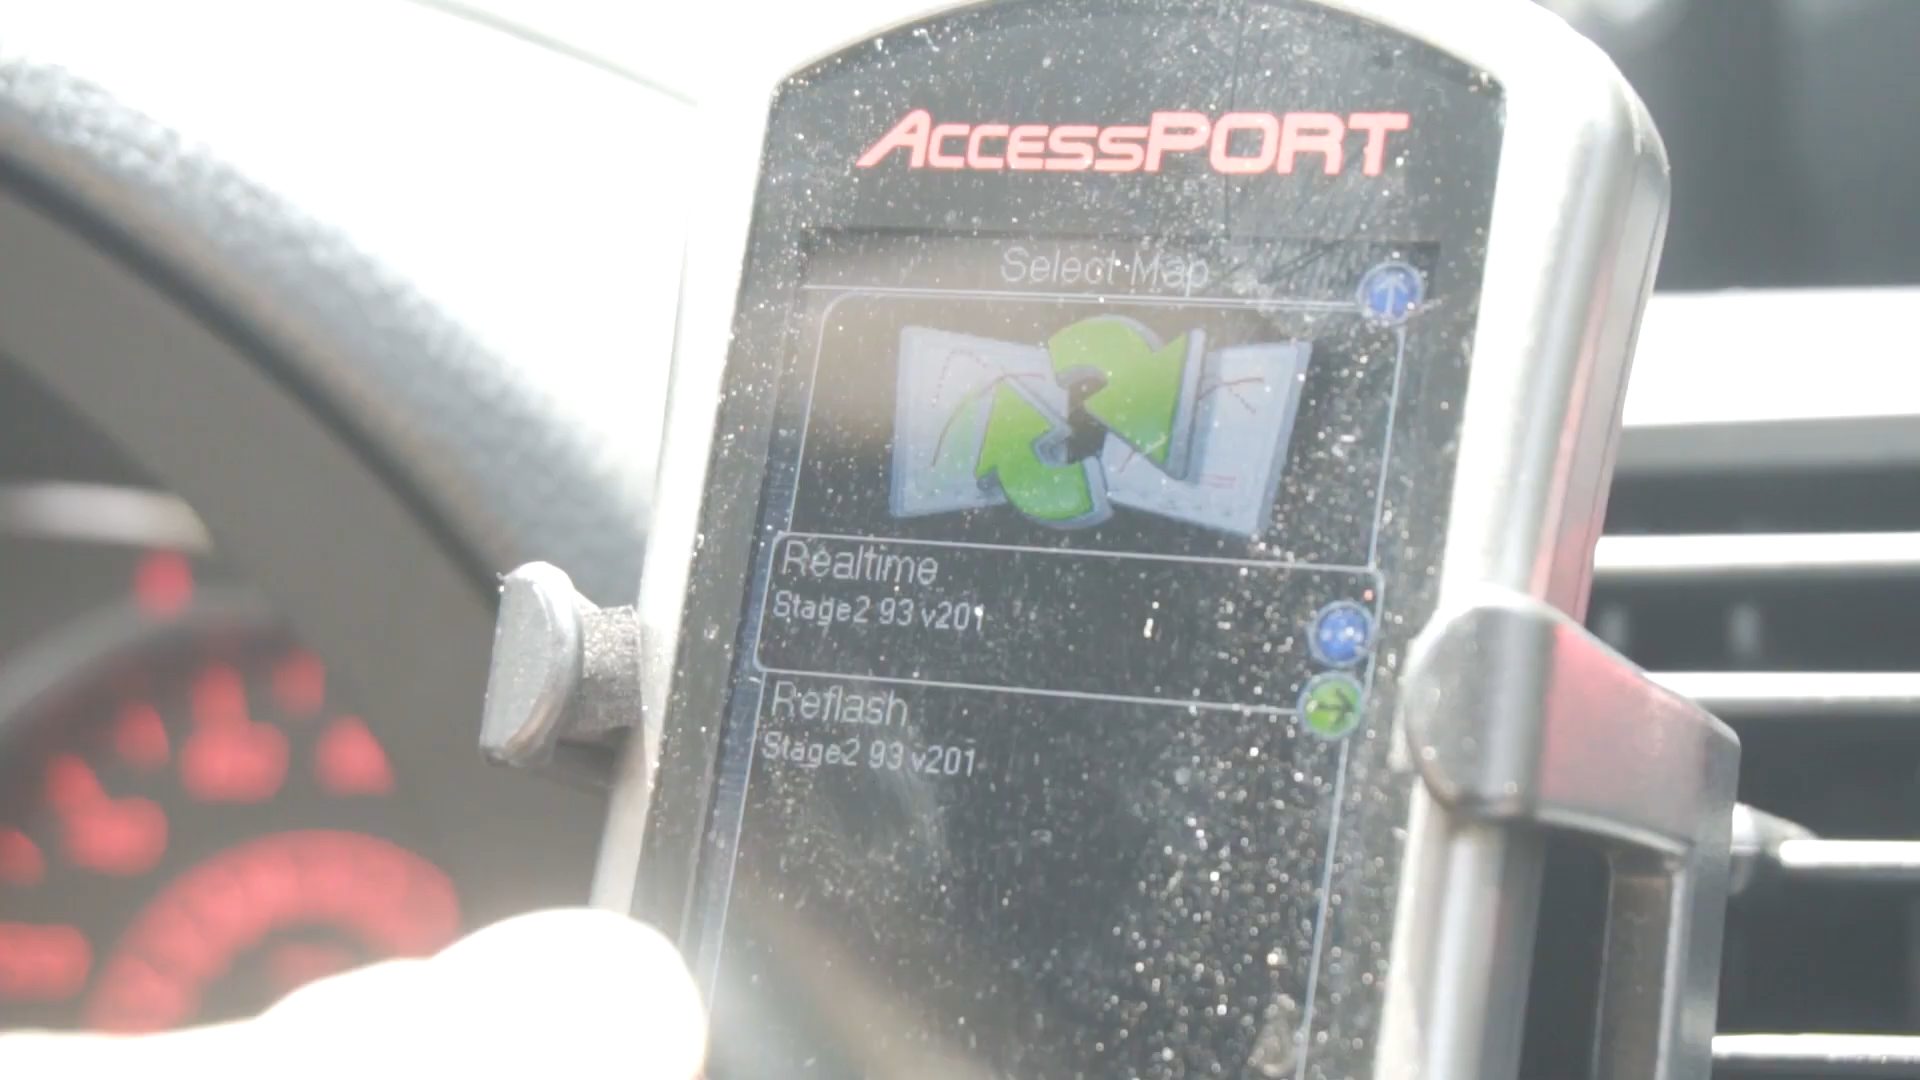 ACCESSPORT
Select Map
Realtime
Stage2 93 v201
Reflash
Stage2 93 v201